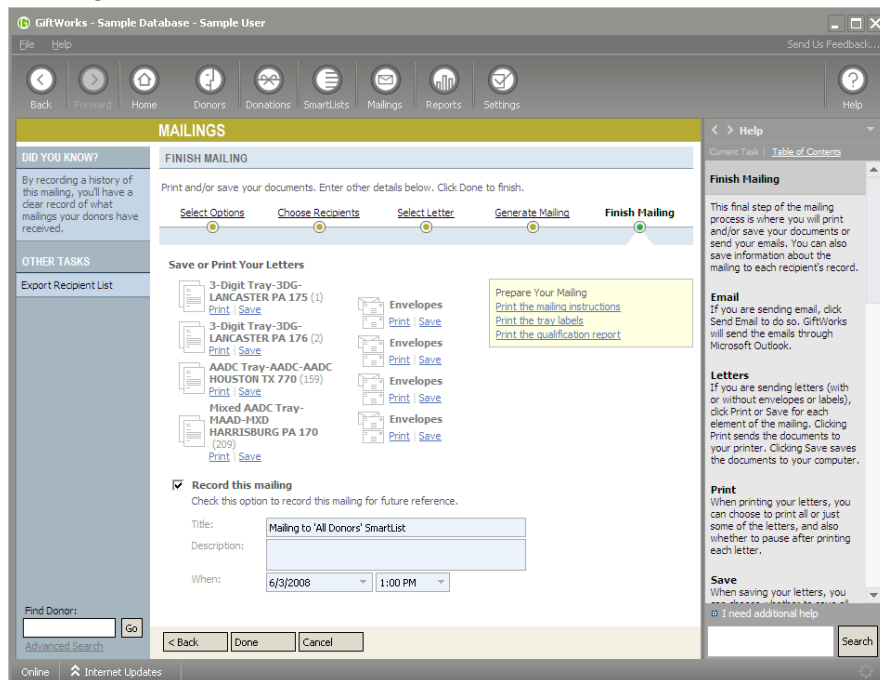 GiftWorks - Sample Database - Sample User
File Help
Send Us Feedback...
Back Forward Home Donors Donations SmartLists Mailings Reports Settings Help
MAILINGS
DID YOU KNOW?
By recording a history of
this mailing, you'll have a
clear record of what
mailings your donors have
received.
OTHER TASKS
Export Recipient List
Find Donor:
Go
Advanced Search
FINISH MAILING
Print and/or save your documents. Enter other details below. Click Done to finish.
Select Options Choose Recipients Select Letter Generate Mailing Finish Mailing
Save or Print Your Letters
3-Digit Tray-3DG-
LANCASTER PA 175 (1)
Print | Save
3-Digit Tray-3DG-
LANCASTER PA 176 (2)
Print | Save
AADC Tray-AADC-AADC
HOUSTON TX 770 (159)
Print | Save
Mixed AADC Tray-
MAAD-MXD
HARRISBURG PA 170
(209)
Print | Save
Envelopes
Print | Save
Envelopes
Print | Save
Envelopes
Print | Save
Envelopes
Print | Save
Prepare Your Mailing
Print the mailing instructions
Print the tray labels
Print the qualification report
Record this mailing
Check this option to record this mailing for future reference.
Title: Mailing to 'All Donors' SmartList
Description:
When: 6/3/2008 1:00 PM
< Back Done Cancel
< > Help
Current Task | Table of Contents
Finish Mailing
This final step of the mailing
process is where you will print
and/or save your documents or
send your emails. You can also
save information about the
mailing to each recipient's record.
Email
If you are sending email, click
Send Email to do so. GiftWorks
will send the emails through
Microsoft Outlook.
Letters
If you are sending letters (with
or without envelopes or labels),
click Print or Save for each
element of the mailing. Clicking
Print sends the documents to
your printer. Clicking Save saves
the documents to your computer.
Print
When printing your letters, you
can choose to print all or just
some of the letters, and also
whether to pause after printing
each letter.
Save
When saving your letters, you
I need additional help
Search
Online Internet Updates